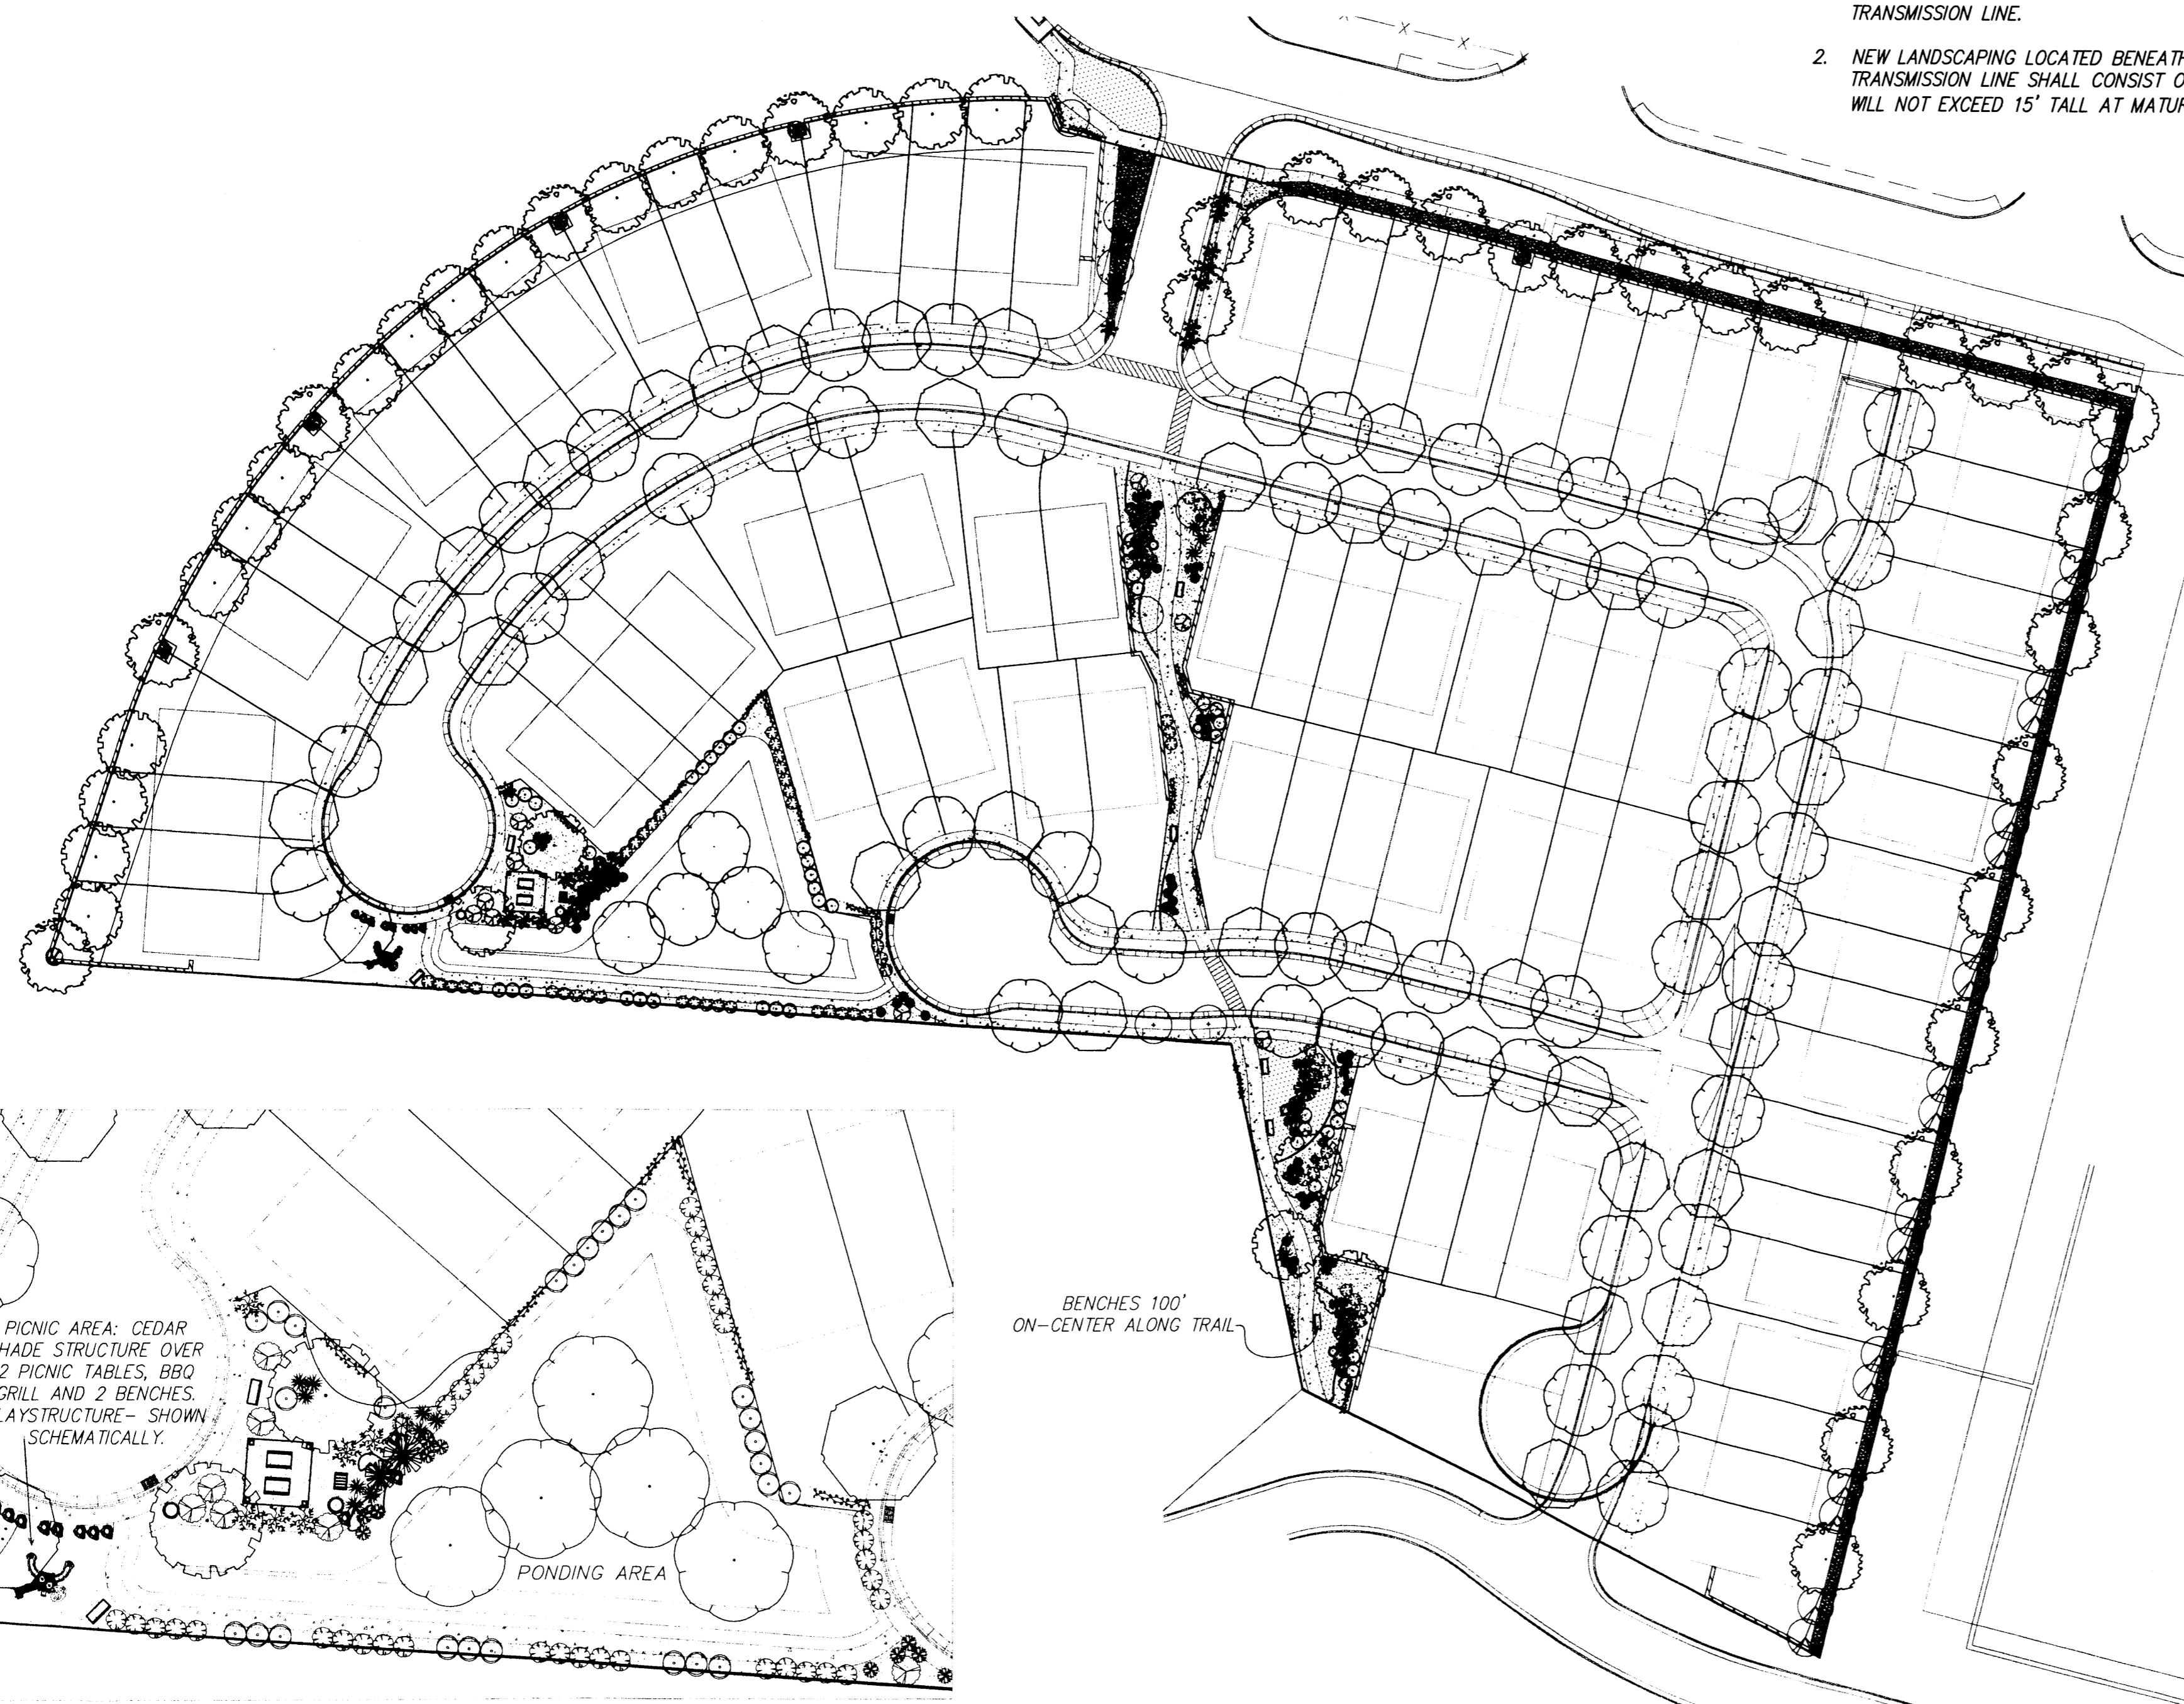 TRANSMISSION LINE.
2. NEW LANDSCAPING LOCATED BENEATH
TRANSMISSION LINE SHALL CONSIST O
WILL NOT EXCEED 15' TALL AT MATUR
BENCHES 100'
ON-CENTER ALONG TRAIL
PICNIC AREA: CEDAR
HADE STRUCTURE OVER
2 PICNIC TABLES, BBQ
GRILL AND 2 BENCHES.
LAYSTRUCTURE- SHOWN
SCHEMATICALLY.
PONDING AREA